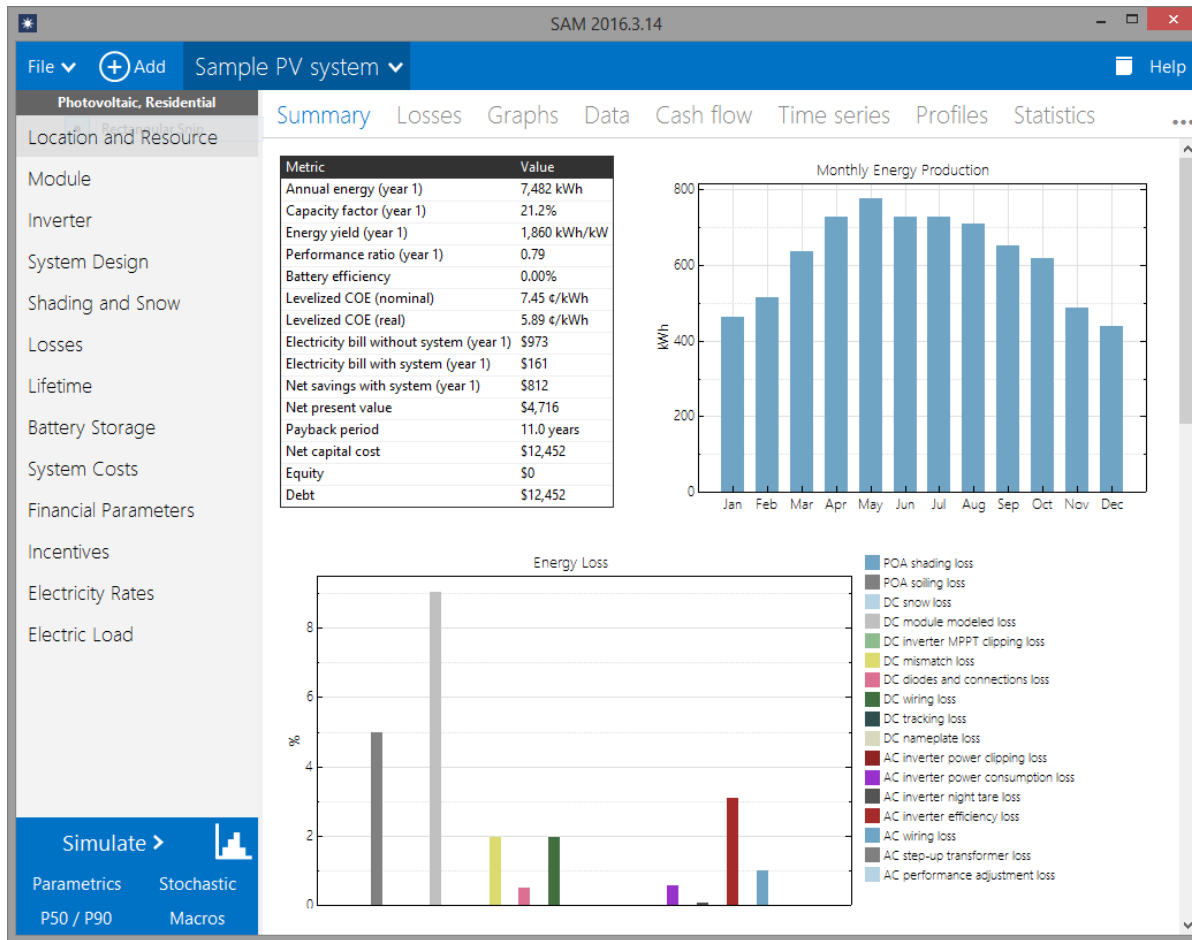 SAM 2016.3.14
File
Add
Sample PV system
Help
Photovoltaic, Residential
Rectangular Snip
Location and Resource
Module
Inverter
System Design
Shading and Snow
Losses
Lifetime
Battery Storage
System Costs
Financial Parameters
Incentives
Electricity Rates
Electric Load
Simulate >
Parametrics Stochastic
P50 / P90 Macros
Summary Losses Graphs Data Cash flow Time series Profiles Statistics ...
Metric Value
Annual energy (year 1) 7,482 kWh
Capacity factor (year 1) 21.2%
Energy yield (year 1) 1,860 kWh/kW
Performance ratio (year 1) 0.79
Battery efficiency 0.00%
Levelized COE (nominal) 7.45 ¢/kWh
Levelized COE (real) 5.89 ¢/kWh
Electricity bill without system (year 1) $973
Electricity bill with system (year 1) $161
Net savings with system (year 1) $812
Net present value $4,716
Payback period 11.0 years
Net capital cost $12,452
Equity $0
Debt $12,452
Monthly Energy Production
kWh
800
600
400
200
0
Jan Feb Mar Apr May Jun Jul Aug Sep Oct Nov Dec
Energy Loss
%
8
6
4
2
0
POA shading loss
POA soiling loss
DC snow loss
DC module modeled loss
DC inverter MPPT clipping loss
DC mismatch loss
DC diodes and connections loss
DC wiring loss
DC tracking loss
DC nameplate loss
AC inverter power clipping loss
AC inverter power consumption loss
AC inverter night tare loss
AC inverter efficiency loss
AC wiring loss
AC step-up transformer loss
AC performance adjustment loss